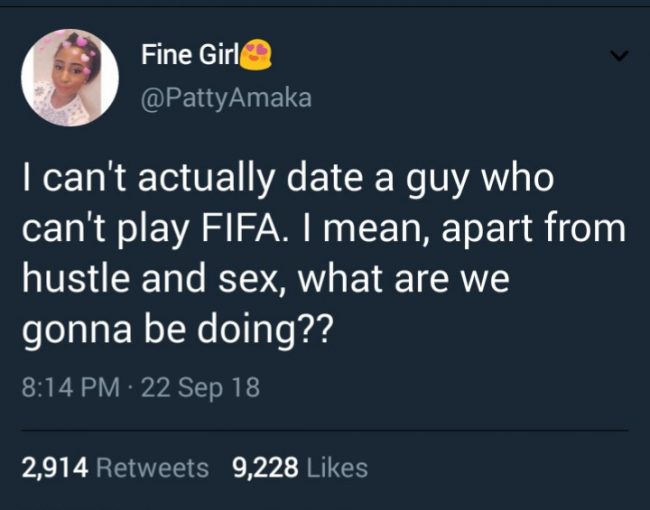 Fine Girl😍
@PattyAmaka
I can't actually date a guy who
can't play FIFA. I mean, apart from
hustle and sex, what are we
gonna be doing??
8:14 PM · 22 Sep 18
2,914 Retweets 9,228 Likes